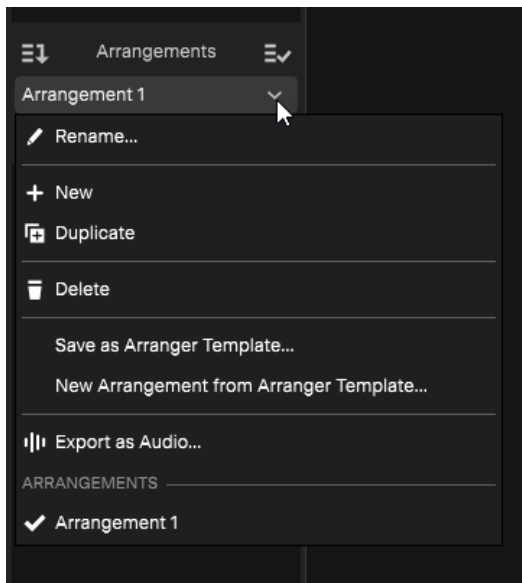 Arrangements
Arrangement 1
Rename...
New
Duplicate
Delete
Save as Arranger Template...
New Arrangement from Arranger Template...
Export as Audio...
ARRANGEMENTS
Arrangement 1